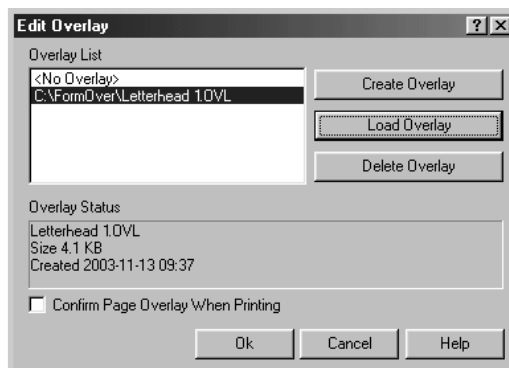 Edit Overlay
Overlay List
<No Overlay>
C:\FormOver\Letterhead 1.OVL
Create Overlay
Load Overlay
Delete Overlay
Overlay Status
Letterhead 1.OVL
Size 4.1 KB
Created 2003-11-13 09:37
Confirm Page Overlay When Printing
Ok
Cancel
Help